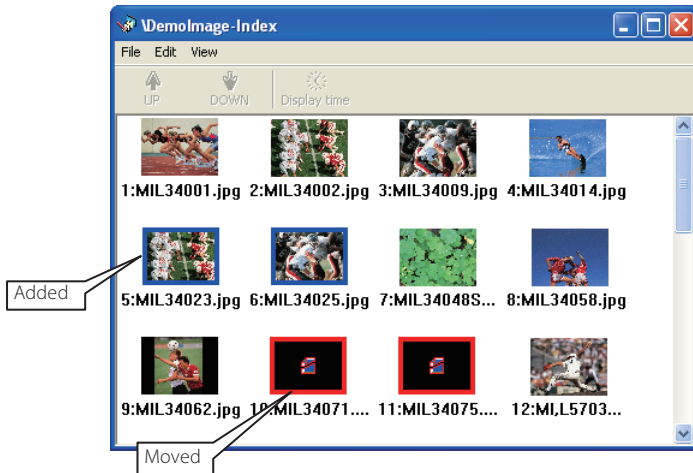 \DemoImage-Index
File Edit View
UP DOWN Display time
1:MIL34001.jpg 2:MIL34002.jpg 3:MIL34009.jpg 4:MIL34014.jpg
Added
5:MIL34023.jpg 6:MIL34025.jpg 7:MIL34048S... 8:MIL34058.jpg
9:MIL34062.jpg 10:MIL34071.... 11:MIL34075.... 12:MI,L5703...
Moved